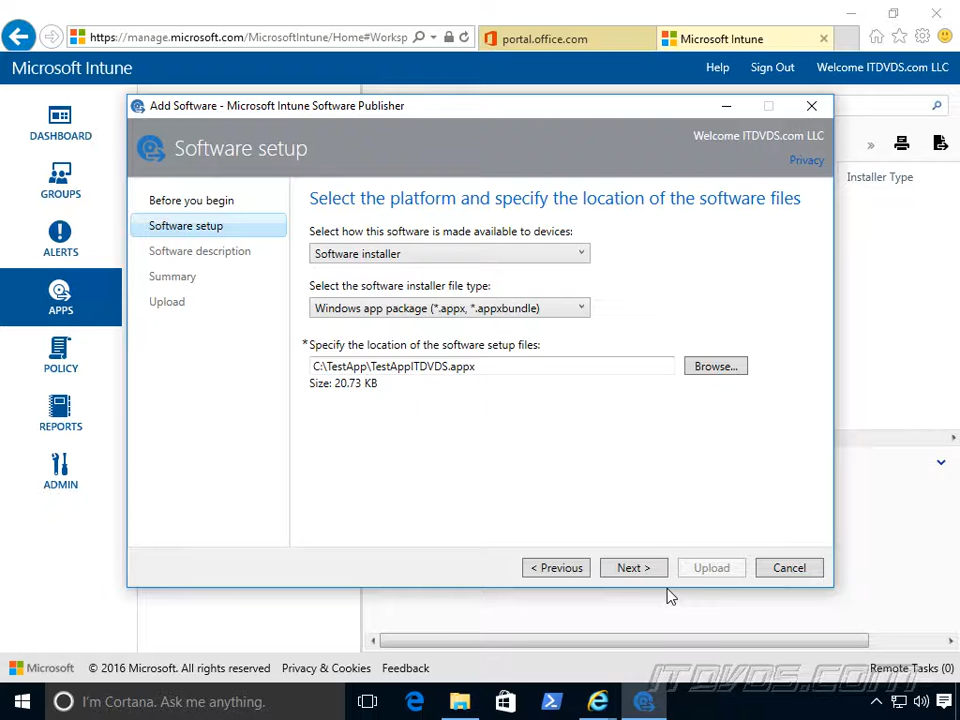 https://manage.microsoft.com/MicrosoftIntune/Home#Worksp
portal.office.com
Microsoft Intune
Microsoft Intune
Help
Sign Out
Welcome ITDVDS.com LLC
DASHBOARD
GROUPS
ALERTS
APPS
POLICY
REPORTS
ADMIN
Installer Type
Add Software - Microsoft Intune Software Publisher
Software setup
Welcome ITDVDS.com LLC
Privacy
Before you begin
Software setup
Software description
Summary
Upload
Select the platform and specify the location of the software files
Select how this software is made available to devices:
Software installer
Select the software installer file type:
Windows app package (*.appx, *.appxbundle)
*Specify the location of the software setup files:
C:\TestApp\TestAppITDVDS.appx
Browse...
Size: 20.73 KB
< Previous
Next >
Upload
Cancel
Microsoft
© 2016 Microsoft. All rights reserved
Privacy & Cookies
Feedback
Remote Tasks (0)
ITDVDS.com
I'm Cortana. Ask me anything.